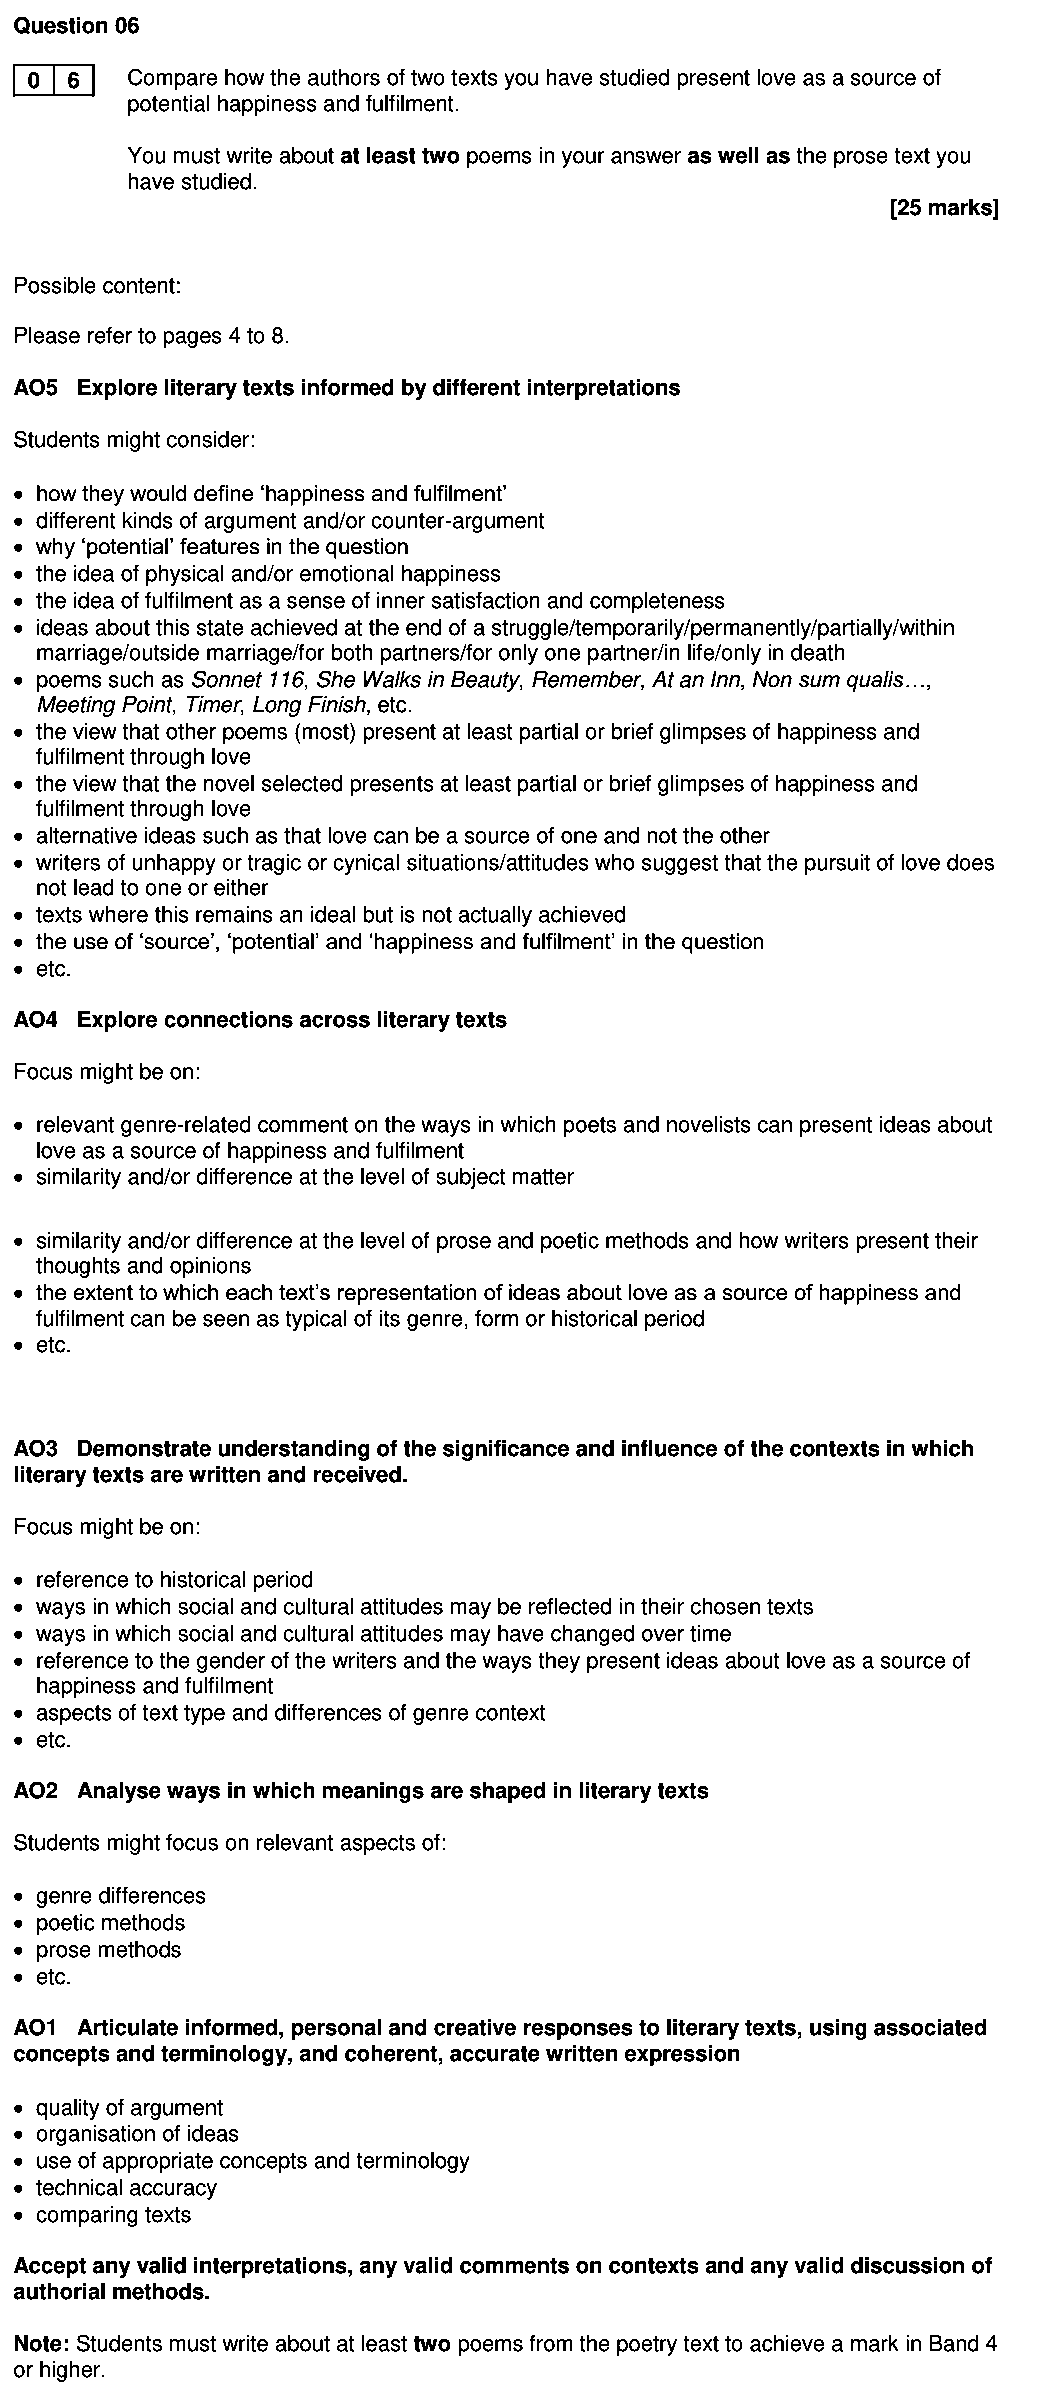 Question 06
0 6 Compare how the authors of two texts you have studied present love as a source of
potential happiness and fulfilment.
You must write about at least two poems in your answer as well as the prose text you
have studied.
[25 marks]
Possible content:
Please refer to pages 4 to 8.
AO5 Explore literary texts informed by different interpretations
Students might consider:
• how they would define ‘happiness and fulfilment’
• different kinds of argument and/or counter-argument
• why ‘potential’ features in the question
• the idea of physical and/or emotional happiness
• the idea of fulfilment as a sense of inner satisfaction and completeness
• ideas about this state achieved at the end of a struggle/temporarily/permanently/partially/within
marriage/outside marriage/for both partners/for only one partner/in life/only in death
• poems such as Sonnet 116, She Walks in Beauty, Remember, At an Inn, Non sum qualis…,
Meeting Point, Timer, Long Finish, etc.
• the view that other poems (most) present at least partial or brief glimpses of happiness and
fulfilment through love
• the view that the novel selected presents at least partial or brief glimpses of happiness and
fulfilment through love
• alternative ideas such as that love can be a source of one and not the other
• writers of unhappy or tragic or cynical situations/attitudes who suggest that the pursuit of love does
not lead to one or either
• texts where this remains an ideal but is not actually achieved
• the use of ‘source’, ‘potential’ and ‘happiness and fulfilment’ in the question
• etc.
AO4 Explore connections across literary texts
Focus might be on:
• relevant genre-related comment on the ways in which poets and novelists can present ideas about
love as a source of happiness and fulfilment
• similarity and/or difference at the level of subject matter
• similarity and/or difference at the level of prose and poetic methods and how writers present their
thoughts and opinions
• the extent to which each text’s representation of ideas about love as a source of happiness and
fulfilment can be seen as typical of its genre, form or historical period
• etc.
AO3 Demonstrate understanding of the significance and influence of the contexts in which
literary texts are written and received.
Focus might be on:
• reference to historical period
• ways in which social and cultural attitudes may be reflected in their chosen texts
• ways in which social and cultural attitudes may have changed over time
• reference to the gender of the writers and the ways they present ideas about love as a source of
happiness and fulfilment
• aspects of text type and differences of genre context
• etc.
AO2 Analyse ways in which meanings are shaped in literary texts
Students might focus on relevant aspects of:
• genre differences
• poetic methods
• prose methods
• etc.
AO1 Articulate informed, personal and creative responses to literary texts, using associated
concepts and terminology, and coherent, accurate written expression
• quality of argument
• organisation of ideas
• use of appropriate concepts and terminology
• technical accuracy
• comparing texts
Accept any valid interpretations, any valid comments on contexts and any valid discussion of
authorial methods.
Note: Students must write about at least two poems from the poetry text to achieve a mark in Band 4
or higher.